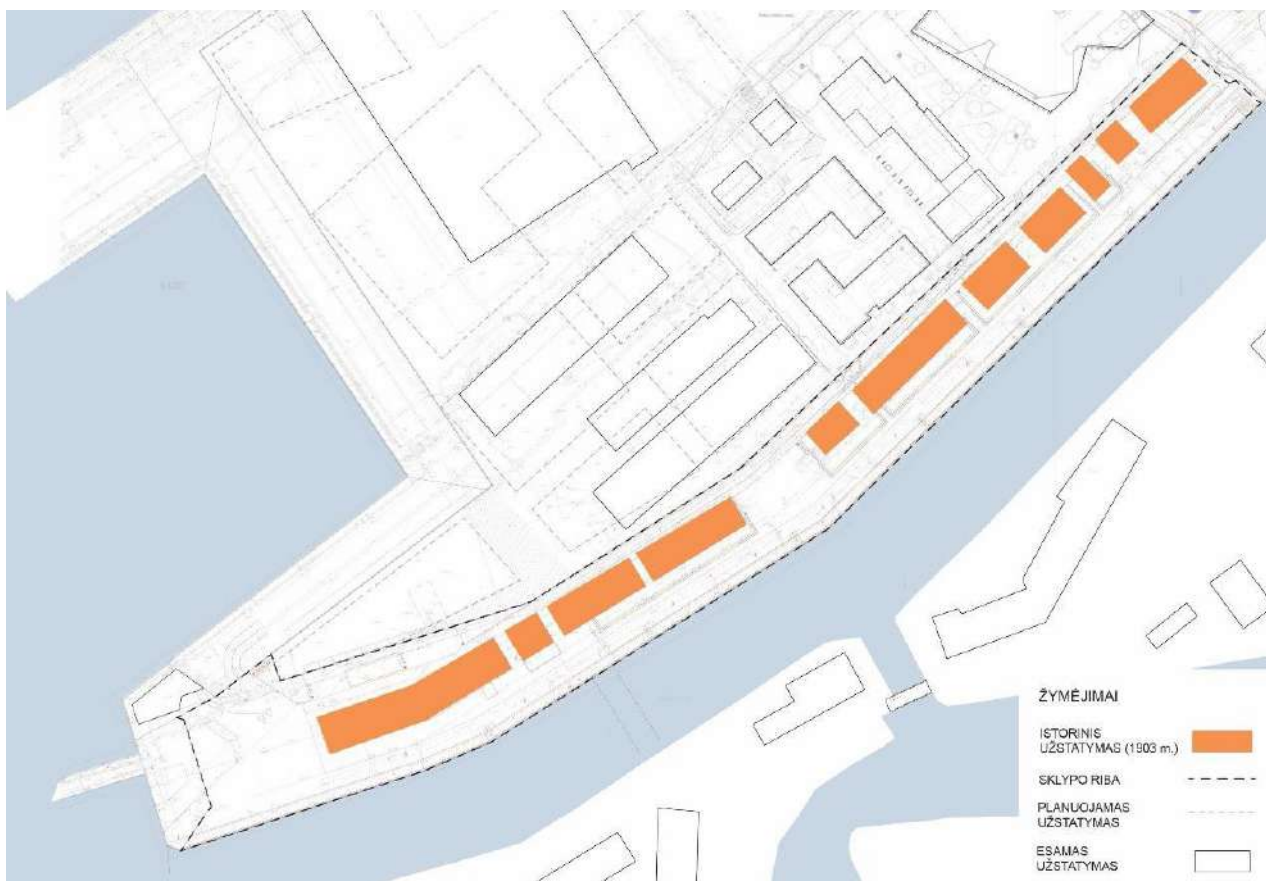 ŽYMĖJIMAI
ISTORINIS
UŽSTATYMAS (1903 m.)
SKLYPO RIBA
PLANUOJAMAS
UŽSTATYMAS
ESAMAS
UŽSTATYMAS